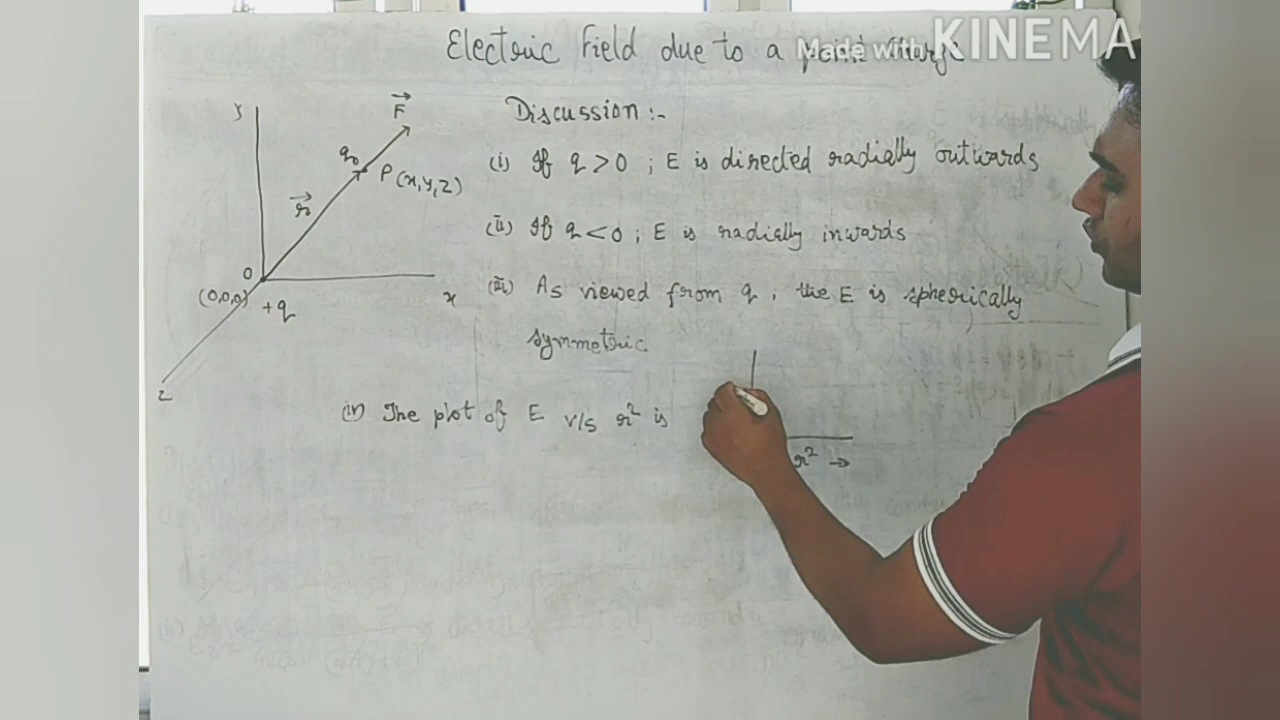 Electric Field due to a point Charge
Made with KINEMA
Y
F
Discussion :-
q₀
P(x,y,z)
(i) If q > 0 ; E is directed radially outwards
r
(ii) If q < 0 ; E is radially inwards
O
(0,0,0)
+q
x
(iii) As viewed from q , the E is spherically
symmetric
z
(iv) The plot of E v/s r² is
r² →